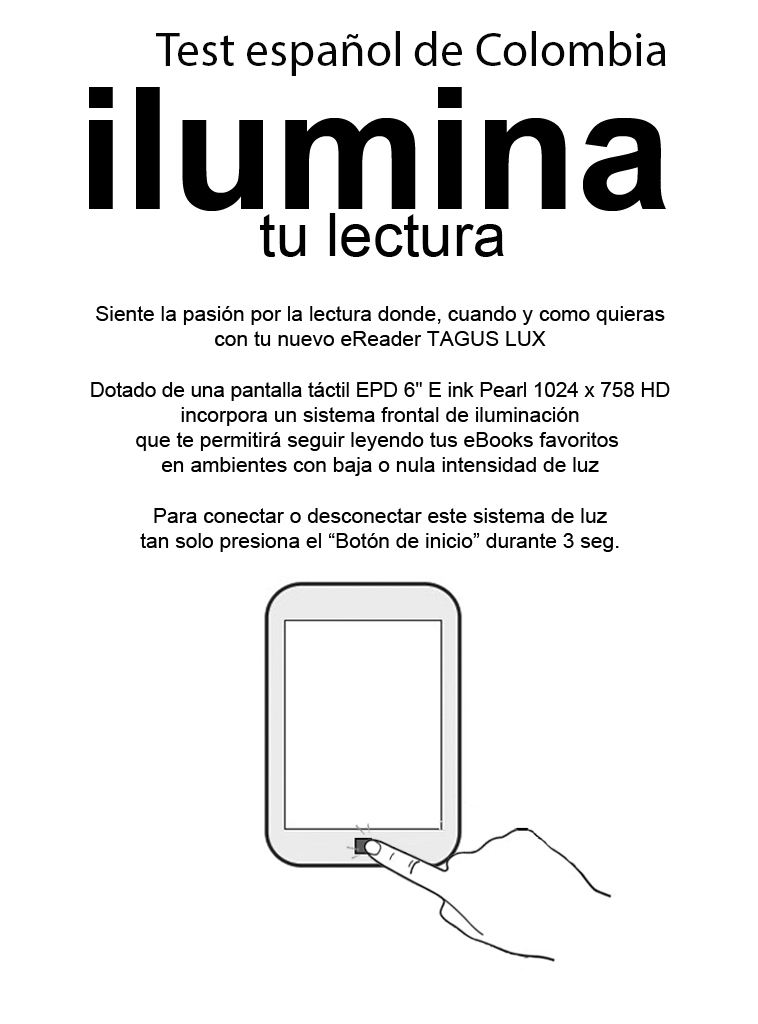 Test español de Colombia
ilumina
tu lectura
Siente la pasión por la lectura donde, cuando y como quieras
con tu nuevo eReader TAGUS LUX
Dotado de una pantalla táctil EPD 6" E ink Pearl 1024 x 758 HD
incorpora un sistema frontal de iluminación
que te permitirá seguir leyendo tus eBooks favoritos
en ambientes con baja o nula intensidad de luz
Para conectar o desconectar este sistema de luz
tan solo presiona el “Botón de inicio” durante 3 seg.